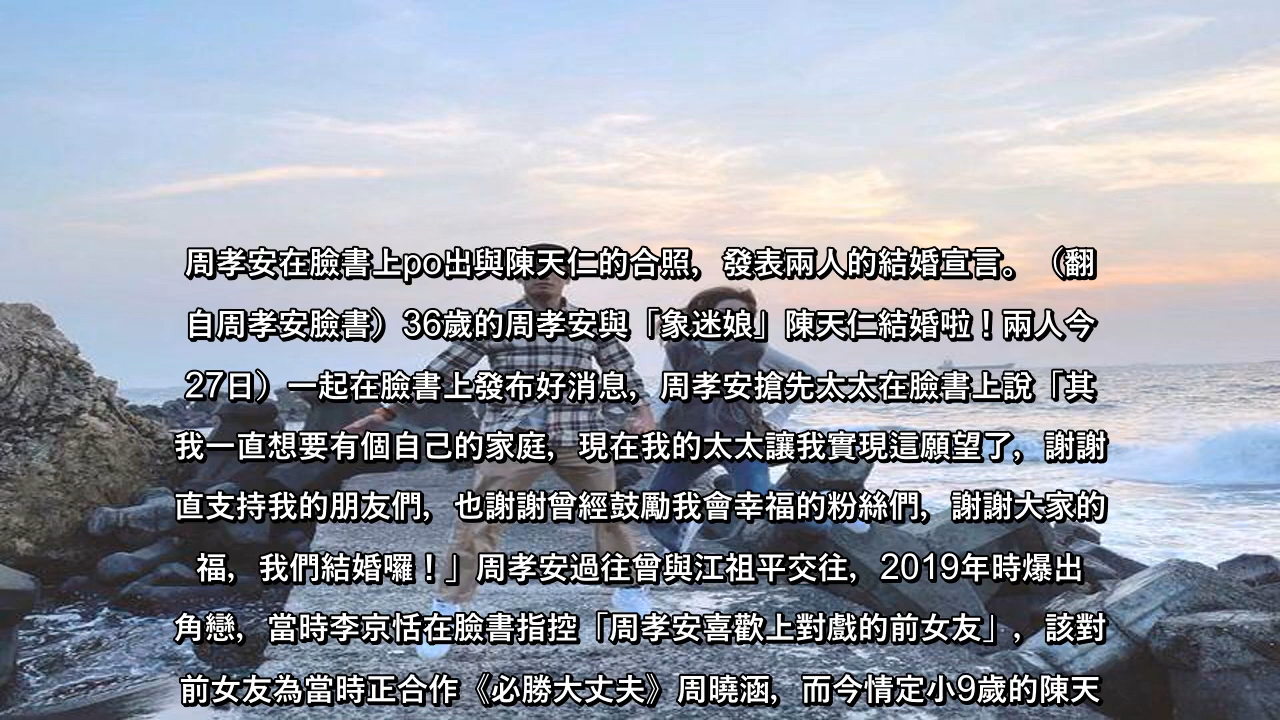 周孝安在臉書上po出與陳天仁的合照，發表兩人的結婚宣言。（翻
自周孝安臉書）36歲的周孝安與「象迷娘」陳天仁結婚啦！兩人今
27日）一起在臉書上發布好消息，周孝安搶先太太在臉書上說「其
我一直想要有個自己的家庭，現在我的太太讓我實現這願望了，謝謝
直支持我的朋友們，也謝謝曾經鼓勵我會幸福的粉絲們，謝謝大家的
福，我們結婚囉！」周孝安過往曾與江祖平交往，2019年時爆出
角戀，當時李京恬在臉書指控「周孝安喜歡上對戲的前女友」，該對
前女友為當時正合作《必勝大丈夫》周曉涵，而今情定小9歲的陳天